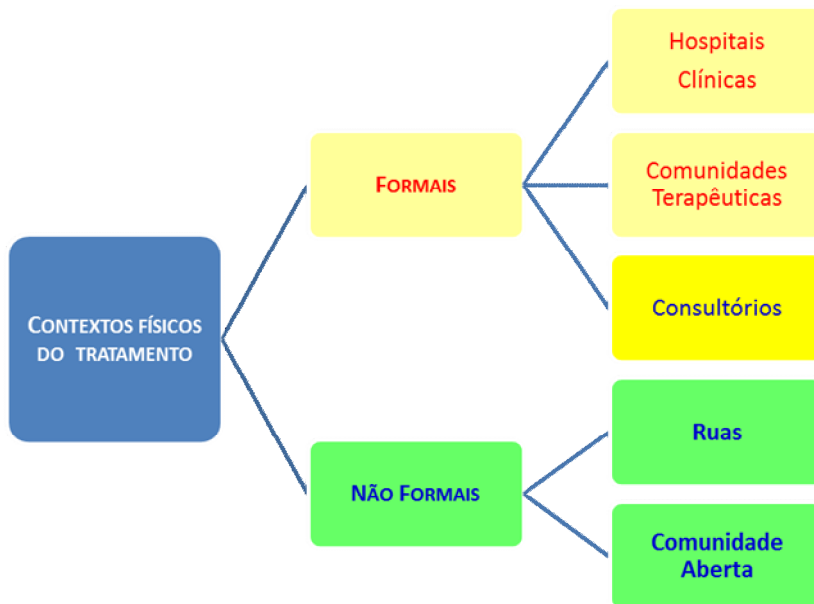 CONTEXTOS FÍSICOS
DO TRATAMENTO
FORMAIS
Hospitais
Clínicas
Comunidades
Terapêuticas
Consultórios
NÃO FORMAIS
Ruas
Comunidade
Aberta